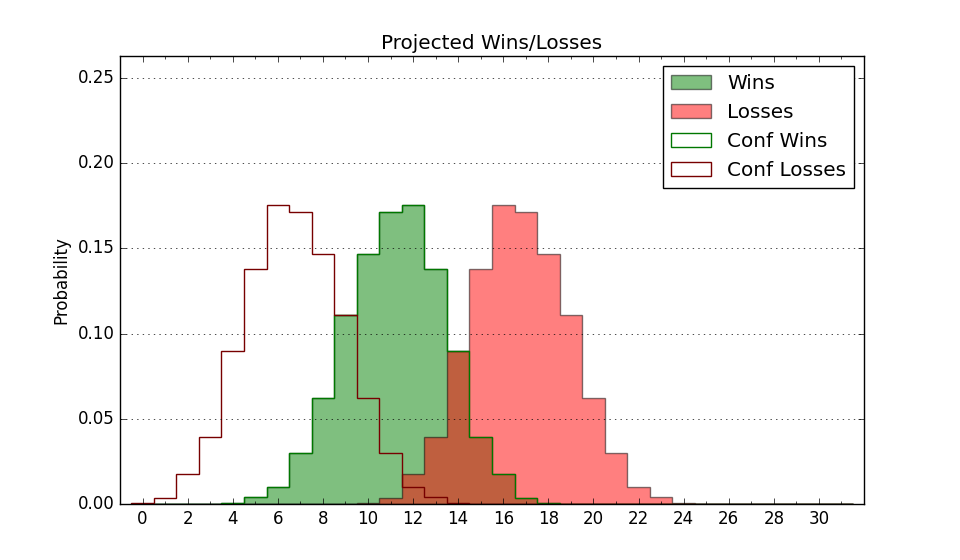 Projected Wins/Losses
Probability
0.25
0.20
0.15
0.10
0.05
0.00
0 2 4 6 8 10 12 14 16 18 20 22 24 26 28 30
Wins
Losses
Conf Wins
Conf Losses